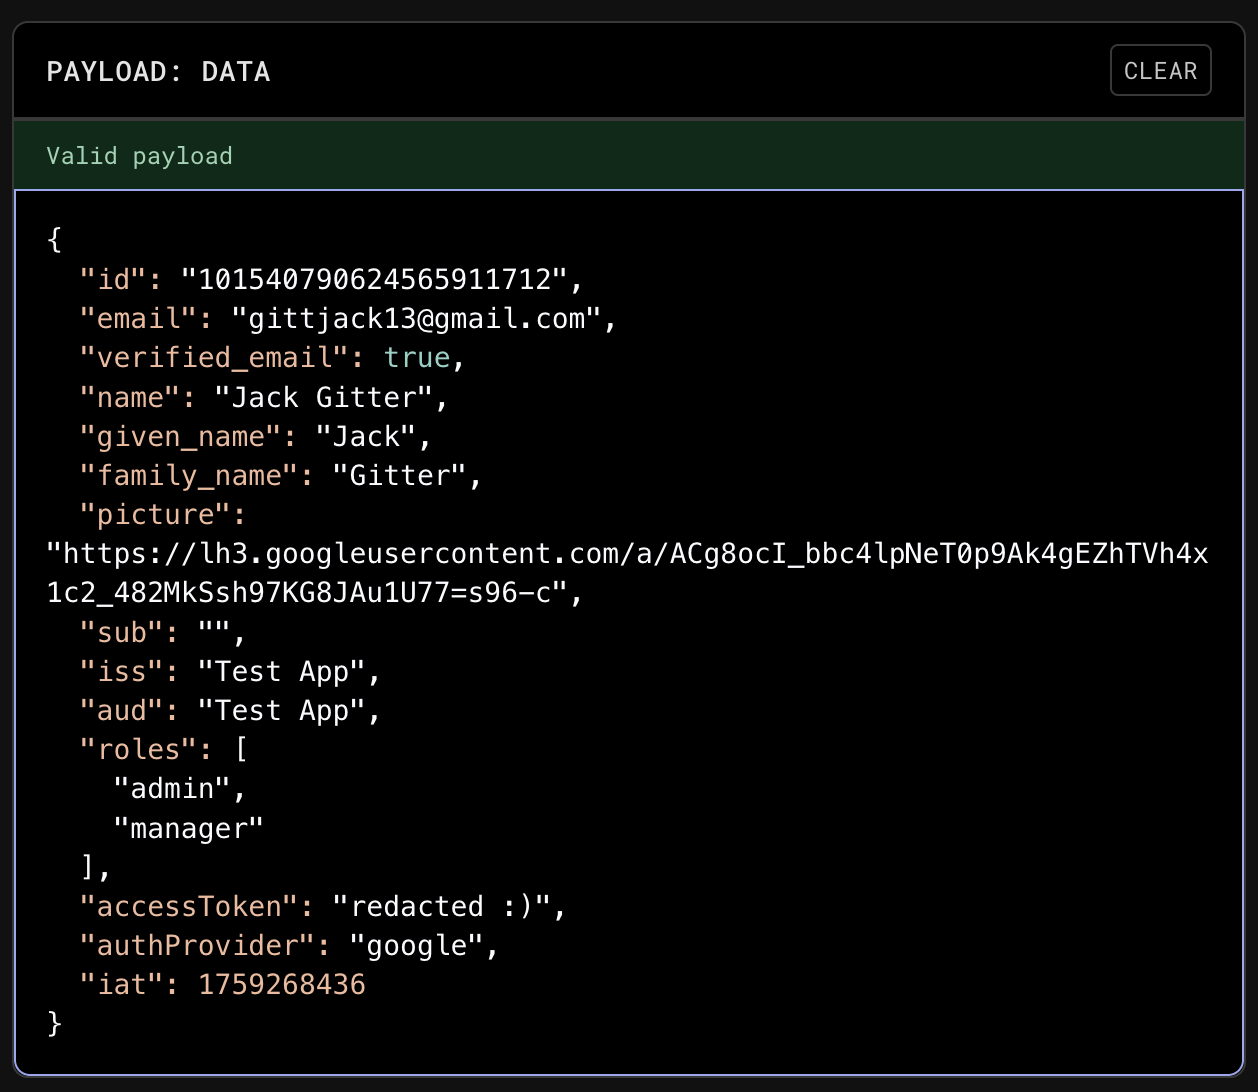 PAYLOAD: DATA
CLEAR
Valid payload
{
  "id": "101540790624565911712",
  "email": "gittjack13@gmail.com",
  "verified_email": true,
  "name": "Jack Gitter",
  "given_name": "Jack",
  "family_name": "Gitter",
  "picture":
"https://lh3.googleusercontent.com/a/ACg8ocI_bbc4lpNeT0p9Ak4gEZhTVh4x
1c2_482MkSsh97KG8JAu1U77=s96-c",
  "sub": "",
  "iss": "Test App",
  "aud": "Test App",
  "roles": [
    "admin",
    "manager"
  ],
  "accessToken": "redacted :)",
  "authProvider": "google",
  "iat": 1759268436
}